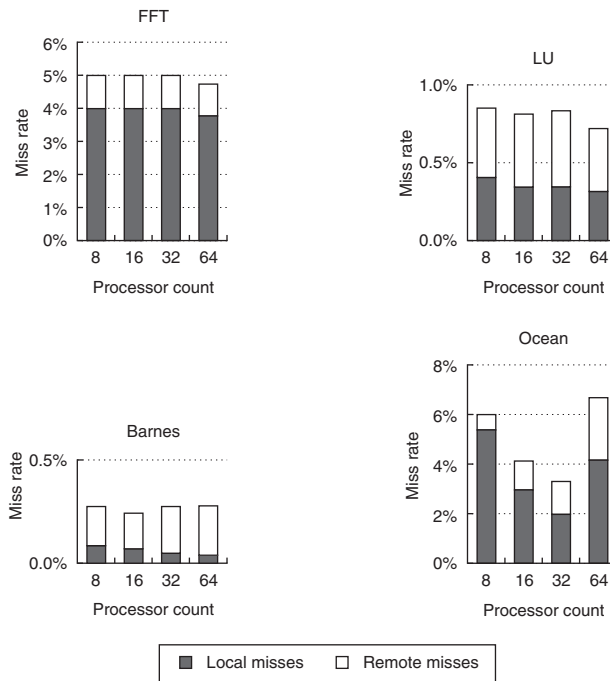 FFT
6%
5%
4%
3%
2%
1%
0%
Miss rate
8 16 32 64
Processor count
LU
1.0%
0.5%
0.0%
Miss rate
8 16 32 64
Processor count
Barnes
0.5%
0.0%
Miss rate
8 16 32 64
Processor count
Ocean
8%
6%
4%
2%
0%
Miss rate
8 16 32 64
Processor count
Local misses Remote misses